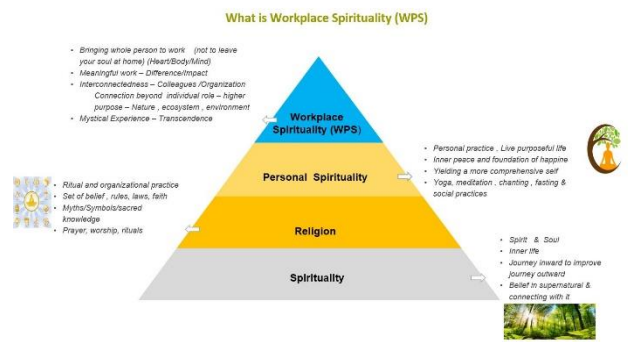 What is Workplace Spirituality (WPS)
• Bringing whole person to work (not to leave
your soul at home) (Heart/Body/Mind)
• Meaningful work – Difference/Impact
• Interconnectedness – Colleagues /Organization
Connection beyond individual role – higher
purpose – Nature , ecosystem , environment
• Mystical Experience – Transcendence
Workplace
Spirituality (WPS)
• Personal practice , Live purposeful life
• Inner peace and foundation of happine
• Yielding a more comprehensive self
• Yoga, meditation , chanting , fasting &
social practices
Personal Spirituality
• Ritual and organizational practice
• Set of belief , rules, laws, faith
• Myths/Symbols/sacred
knowledge
• Prayer, worship, rituals
Religion
• Spirit & Soul
• Inner life
• Journey inward to improve
journey outward
• Belief in supernatural &
connecting with it
Spirituality